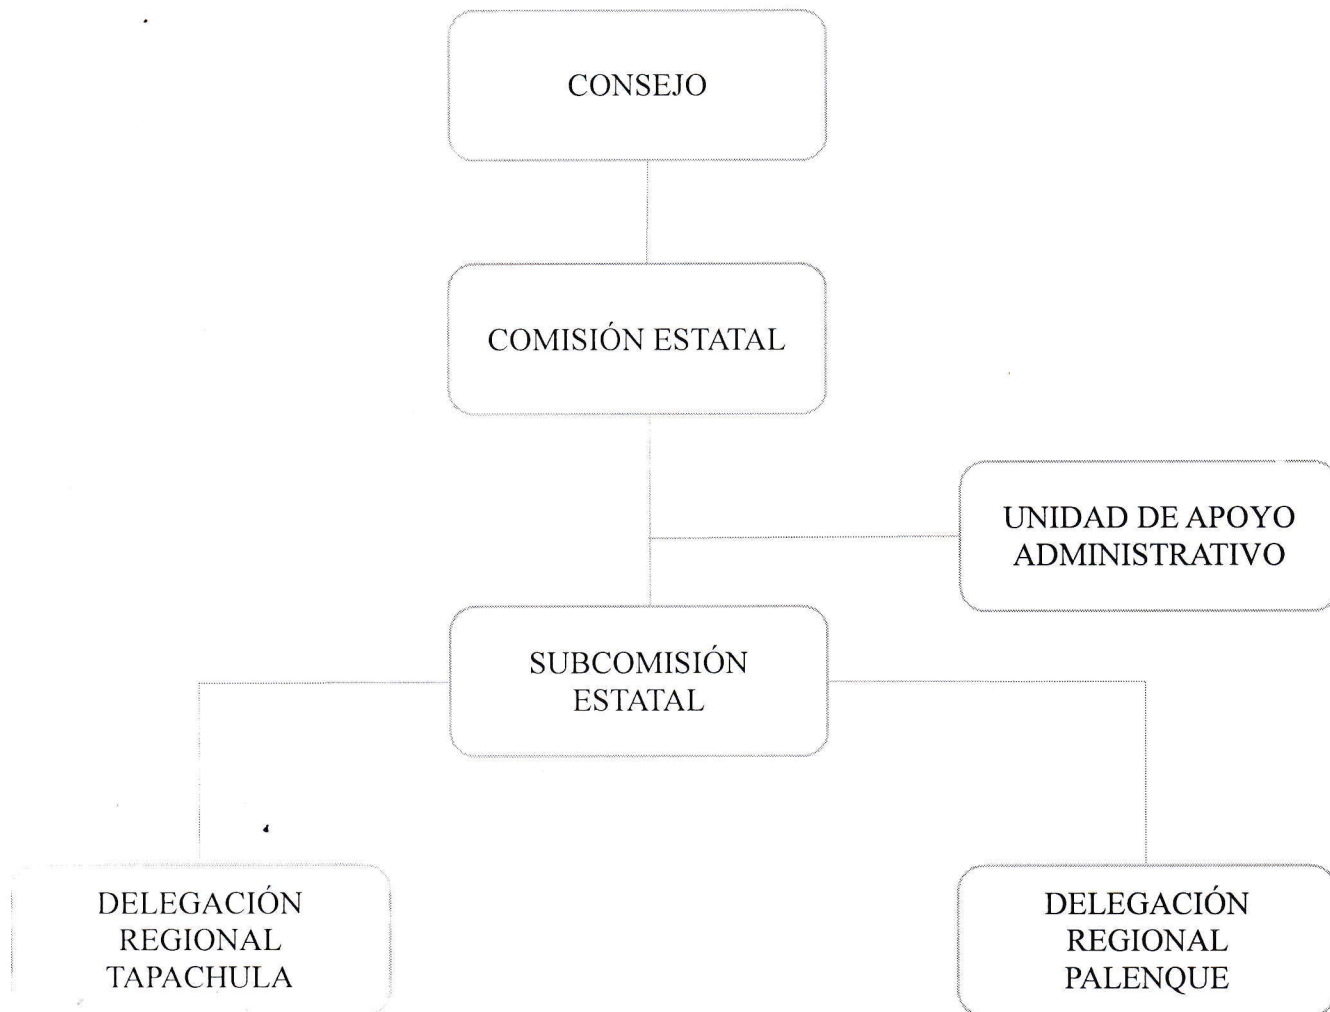 CONSEJO
COMISIÓN ESTATAL
UNIDAD DE APOYO
ADMINISTRATIVO
SUBCOMISIÓN
ESTATAL
DELEGACIÓN
REGIONAL
TAPACHULA
DELEGACIÓN
REGIONAL
PALENQUE